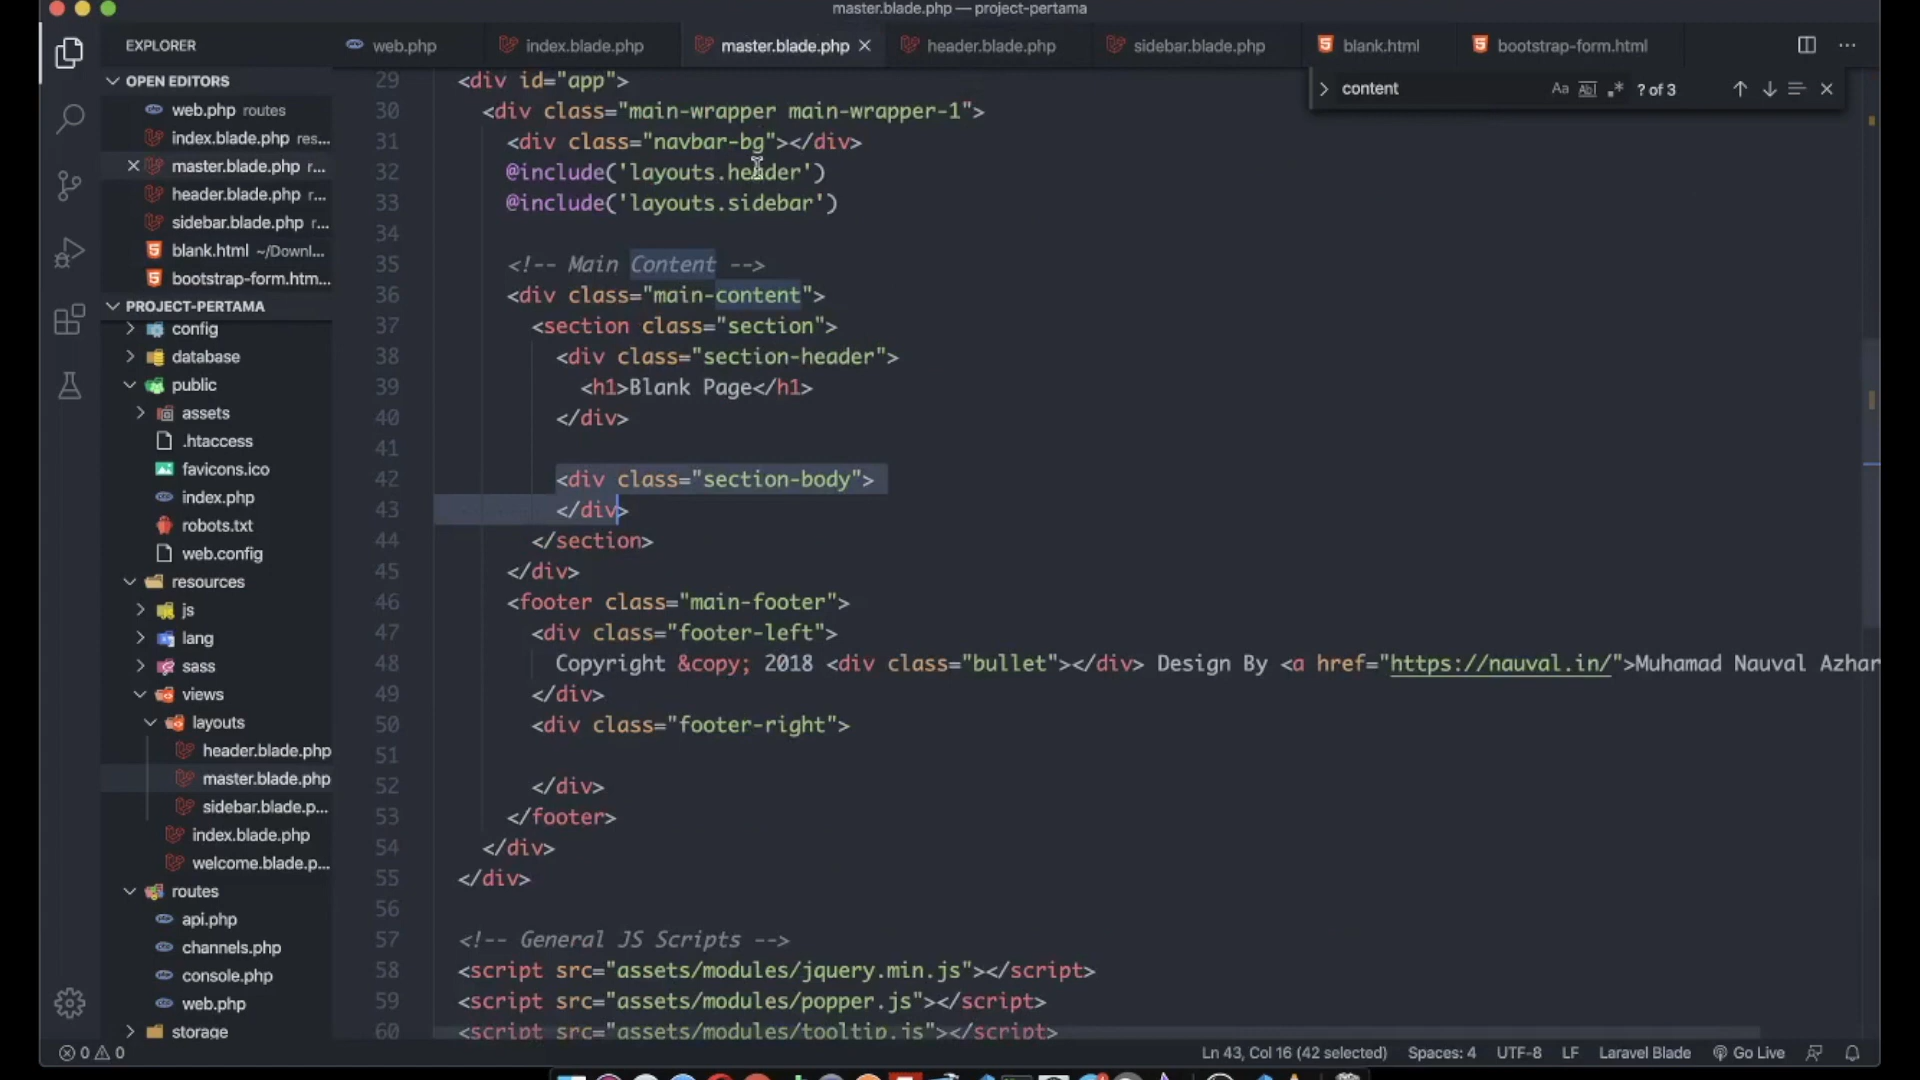 master.blade.php — project-pertama
EXPLORER
web.php
index.blade.php
master.blade.php
header.blade.php
sidebar.blade.php
blank.html
bootstrap-form.html
content
Aa
Abl
.*
? of 3
OPEN EDITORS
web.php routes
index.blade.php res...
master.blade.php r...
header.blade.php r...
sidebar.blade.php r...
blank.html ~/Downl...
bootstrap-form.htm...
PROJECT-PERTAMA
config
database
public
assets
.htaccess
favicons.ico
index.php
robots.txt
web.config
resources
js
lang
sass
views
layouts
header.blade.php
master.blade.php
sidebar.blade.p...
index.blade.php
welcome.blade.p...
routes
api.php
channels.php
console.php
web.php
storage
29 <div id="app">
30 <div class="main-wrapper main-wrapper-1">
31 <div class="navbar-bg"></div>
32 @include('layouts.header')
33 @include('layouts.sidebar')
34
35 <!-- Main Content -->
36 <div class="main-content">
37 <section class="section">
38 <div class="section-header">
39 <h1>Blank Page</h1>
40 </div>
41
42 <div class="section-body">
43 </div>
44 </section>
45 </div>
46 <footer class="main-footer">
47 <div class="footer-left">
48 Copyright &copy; 2018 <div class="bullet"></div> Design By <a href="https://nauval.in/">Muhamad Nauval Azhar
49 </div>
50 <div class="footer-right">
51
52 </div>
53 </footer>
54 </div>
55 </div>
56
57 <!-- General JS Scripts -->
58 <script src="assets/modules/jquery.min.js"></script>
59 <script src="assets/modules/popper.js"></script>
60 <script src="assets/modules/tooltip.js"></script>
0 0
Ln 43, Col 16 (42 selected)
Spaces: 4
UTF-8
LF
Laravel Blade
Go Live